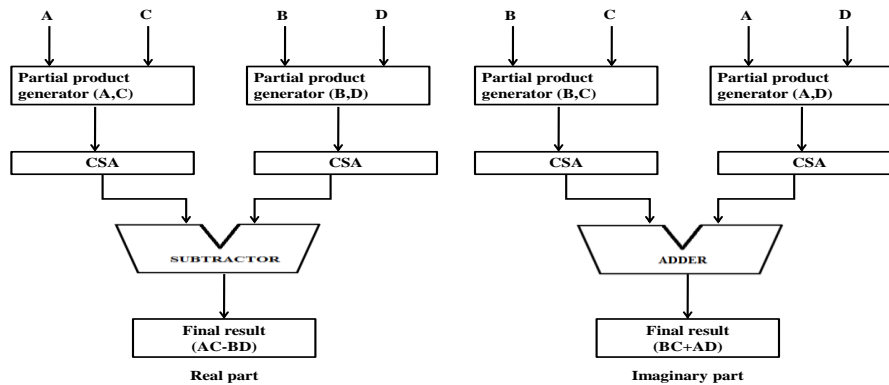 A C B D B C A D
Partial product
generator (A,C)
Partial product
generator (B,D)
Partial product
generator (B,C)
Partial product
generator (A,D)
CSA CSA CSA CSA
SUBTRACTOR
ADDER
Final result
(AC-BD)
Final result
(BC+AD)
Real part
Imaginary part